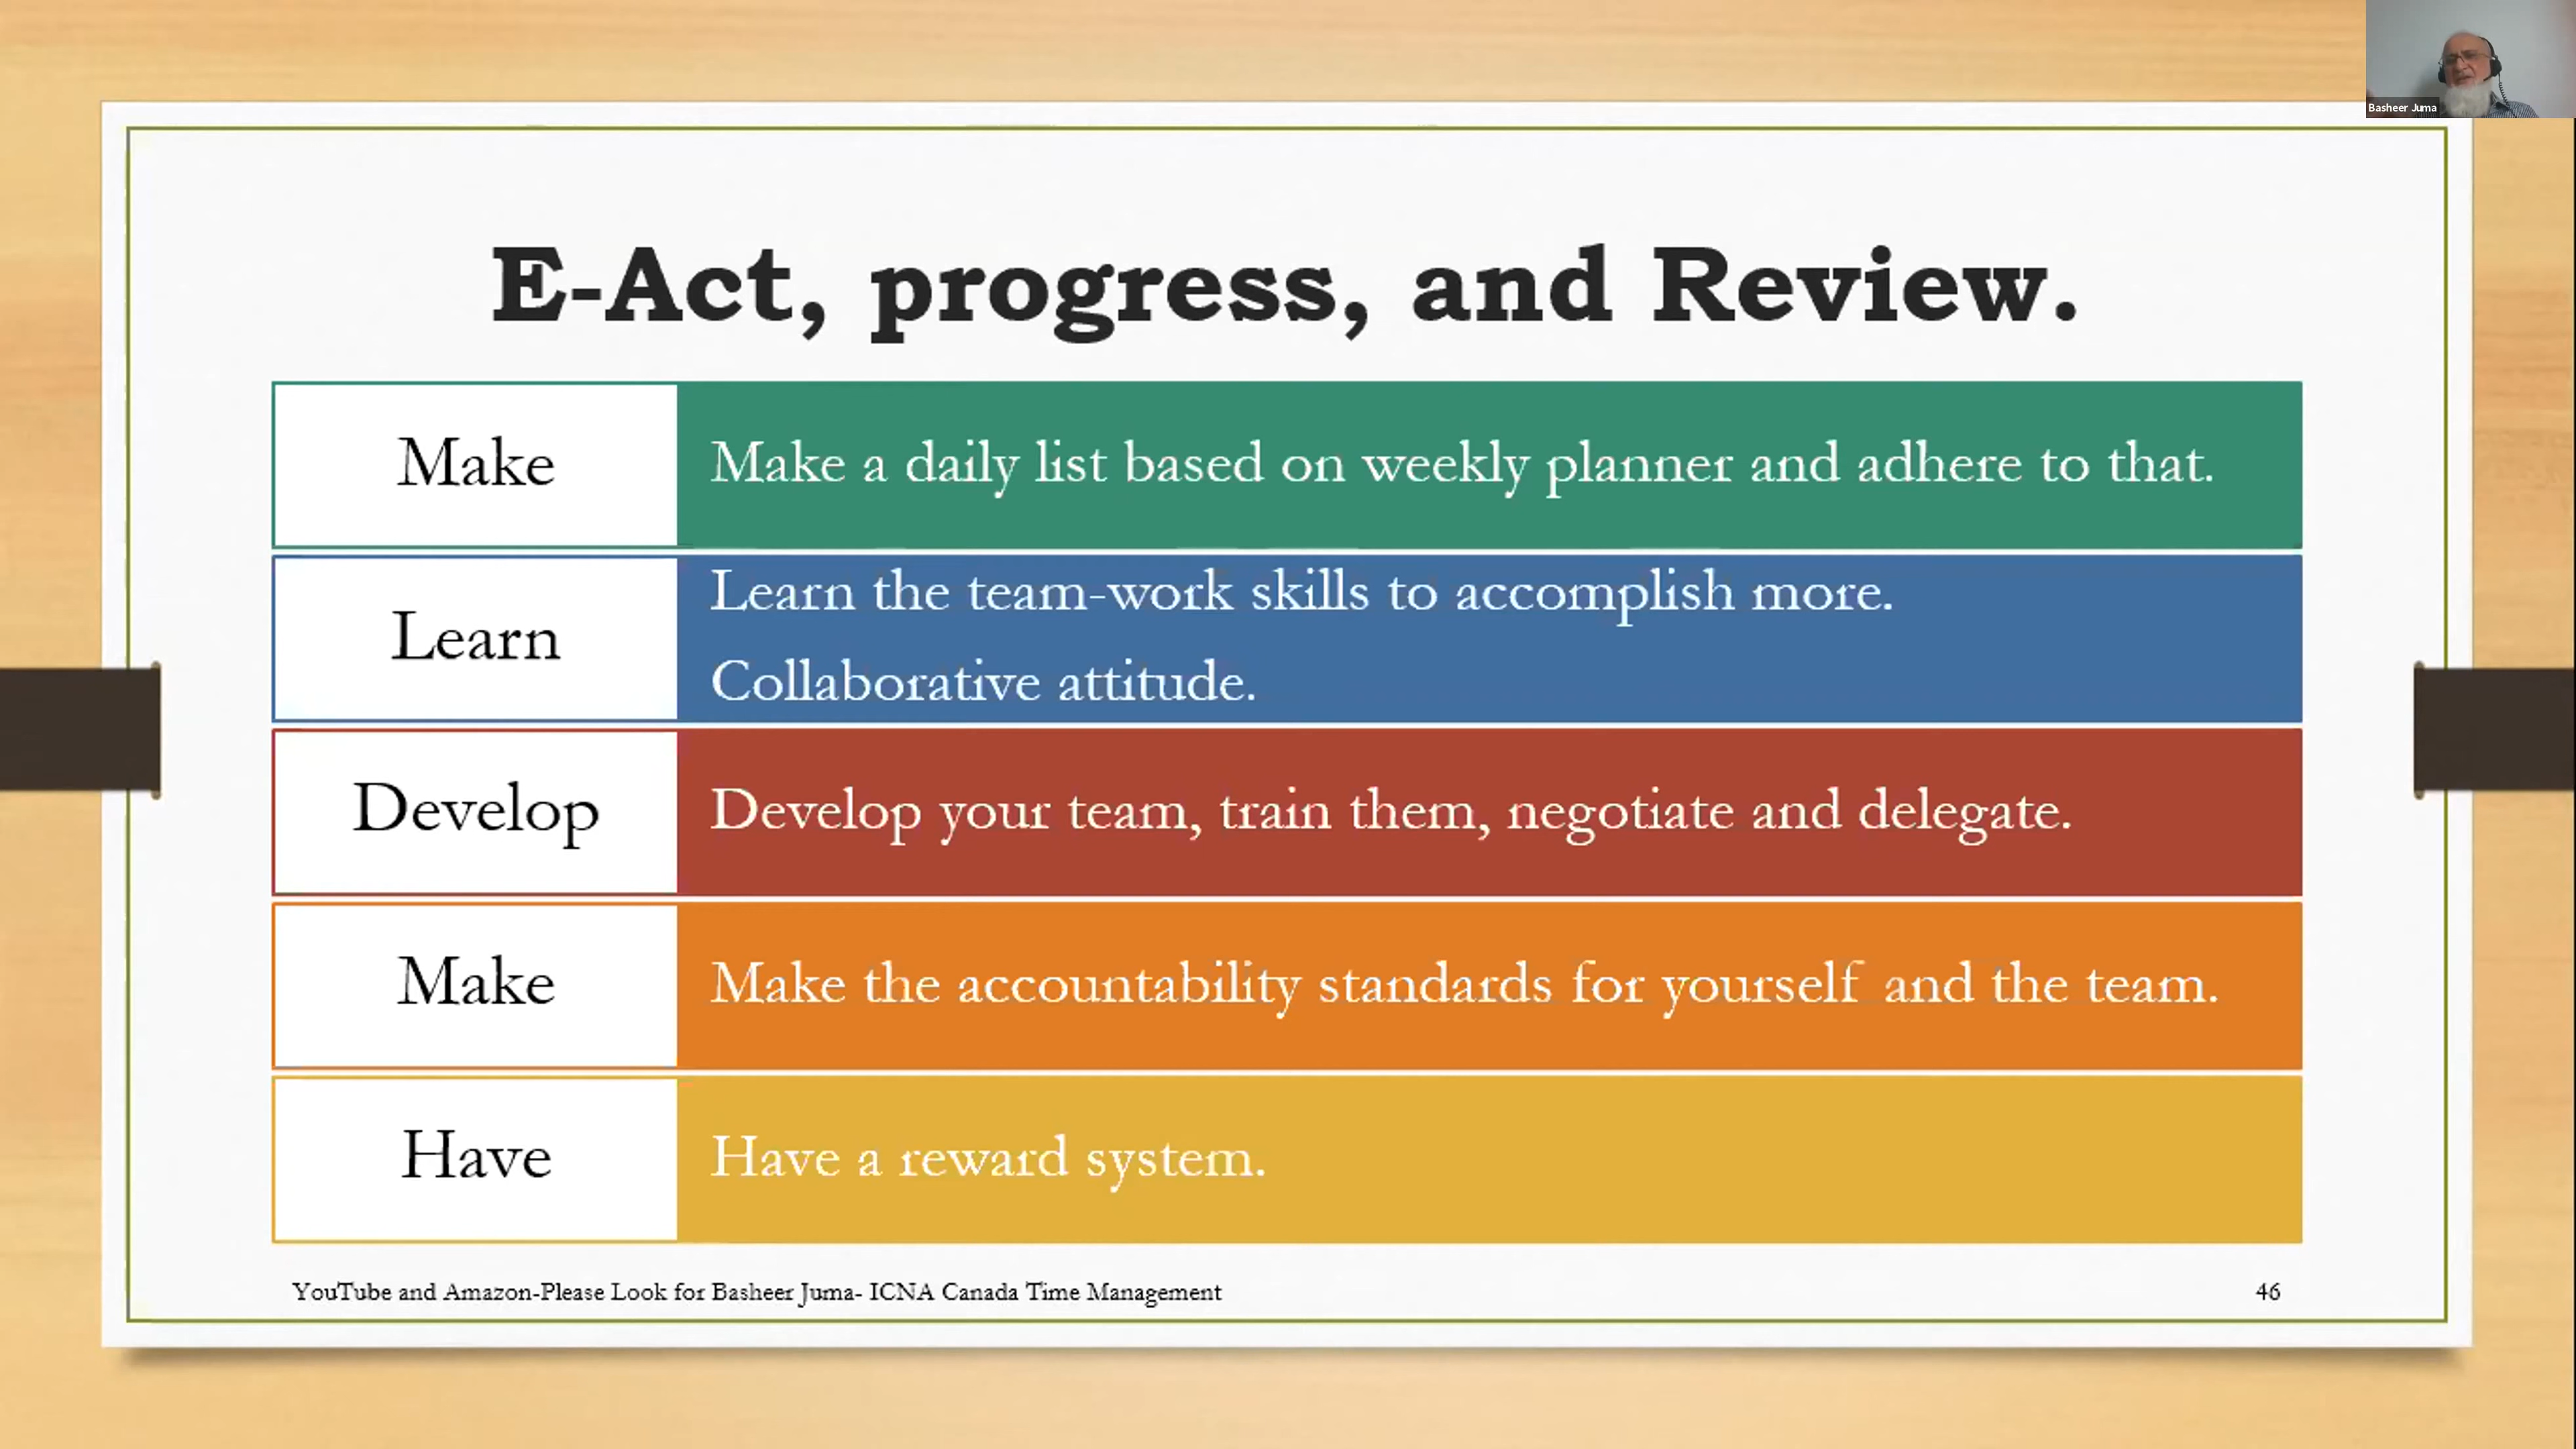 Basheer Juma
E-Act, progress, and Review.
Make
Make a daily list based on weekly planner and adhere to that.
Learn
Learn the team-work skills to accomplish more.
Collaborative attitude.
Develop
Develop your team, train them, negotiate and delegate.
Make
Make the accountability standards for yourself and the team.
Have
Have a reward system.
YouTube and Amazon-Please Look for Basheer Juma- ICNA Canada Time Management
46